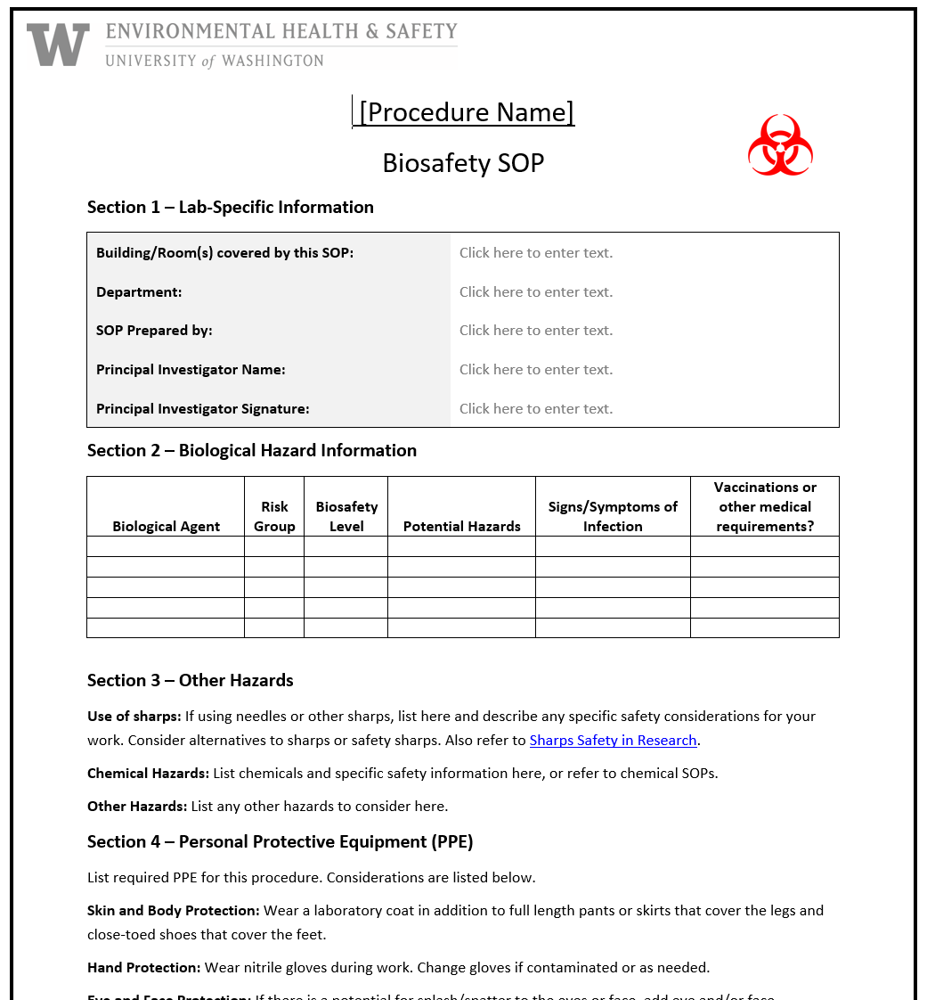 W ENVIRONMENTAL HEALTH & SAFETY
UNIVERSITY of WASHINGTON
[Procedure Name]
Biosafety SOP
Section 1 – Lab-Specific Information
Building/Room(s) covered by this SOP: Click here to enter text.
Department: Click here to enter text.
SOP Prepared by: Click here to enter text.
Principal Investigator Name: Click here to enter text.
Principal Investigator Signature: Click here to enter text.
Section 2 – Biological Hazard Information
Biological Agent
Risk
Group
Biosafety
Level
Potential Hazards
Signs/Symptoms of
Infection
Vaccinations or
other medical
requirements?
Section 3 – Other Hazards
Use of sharps: If using needles or other sharps, list here and describe any specific safety considerations for your
work. Consider alternatives to sharps or safety sharps. Also refer to Sharps Safety in Research.
Chemical Hazards: List chemicals and specific safety information here, or refer to chemical SOPs.
Other Hazards: List any other hazards to consider here.
Section 4 – Personal Protective Equipment (PPE)
List required PPE for this procedure. Considerations are listed below.
Skin and Body Protection: Wear a laboratory coat in addition to full length pants or skirts that cover the legs and
close-toed shoes that cover the feet.
Hand Protection: Wear nitrile gloves during work. Change gloves if contaminated or as needed.
Eye and Face Protection: If there is a potential for splash/spatter to the eyes or face, add eye and/or face